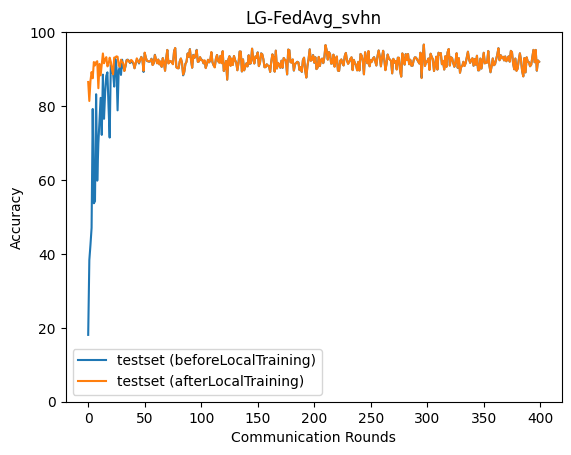 LG-FedAvg_svhn
100
80
60
40
20
0
Accuracy
testset (beforeLocalTraining)
testset (afterLocalTraining)
0 50 100 150 200 250 300 350 400
Communication Rounds